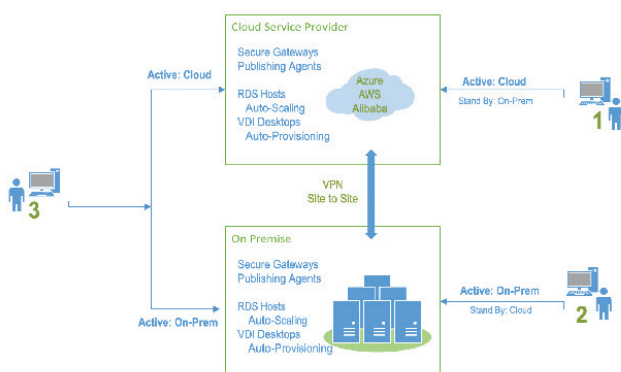 Cloud Service Provider
Secure Gateways
Publishing Agents
RDS Hosts
Auto-Scaling
VDI Desktops
Auto-Provisioning
Azure
AWS
Alibaba
Active: Cloud
Active: Cloud
Stand By: On-Prem
1
3
VPN
Site to Site
On Premise
Secure Gateways
Publishing Agents
RDS Hosts
Auto-Scaling
VDI Desktops
Auto-Provisioning
Active: On-Prem
Active: On-Prem
Stand By: Cloud
2